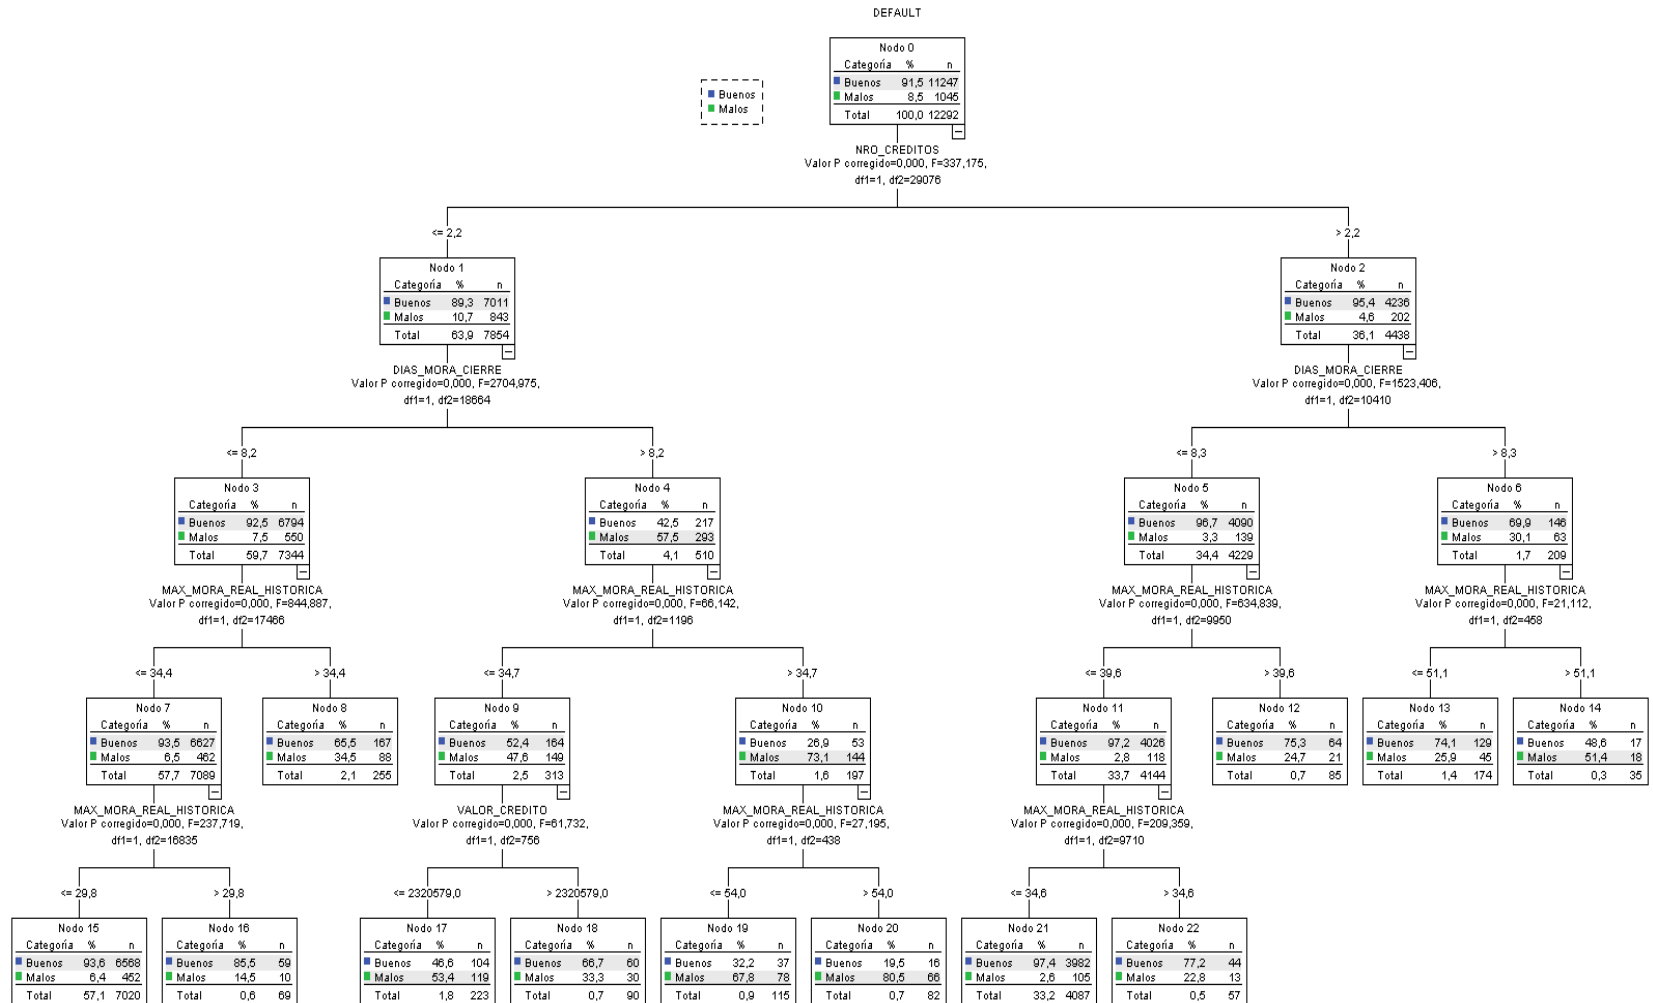 DEFAULT
Nodo 0
Categoría % n
Buenos 91,5 11247
Malos 8,5 1045
Total 100,0 12292
Buenos
Malos
NRO_CREDITOS
Valor P corregido=0,000, F=337,175,
df1=1, df2=29076
<= 2,2
> 2,2
Nodo 1
Categoría % n
Buenos 89,3 7011
Malos 10,7 843
Total 63,9 7854
Nodo 2
Categoría % n
Buenos 95,4 4236
Malos 4,6 202
Total 36,1 4438
DIAS_MORA_CIERRE
Valor P corregido=0,000, F=2704,975,
df1=1, df2=18664
DIAS_MORA_CIERRE
Valor P corregido=0,000, F=1523,406,
df1=1, df2=10410
<= 8,2
> 8,2
<= 8,3
> 8,3
Nodo 3
Categoría % n
Buenos 92,5 6794
Malos 7,5 550
Total 59,7 7344
Nodo 4
Categoría % n
Buenos 42,5 217
Malos 57,5 293
Total 4,1 510
Nodo 5
Categoría % n
Buenos 96,7 4090
Malos 3,3 139
Total 34,4 4229
Nodo 6
Categoría % n
Buenos 69,9 146
Malos 30,1 63
Total 1,7 209
MAX_MORA_REAL_HISTORICA
Valor P corregido=0,000, F=844,887,
df1=1, df2=17466
MAX_MORA_REAL_HISTORICA
Valor P corregido=0,000, F=66,142,
df1=1, df2=1196
MAX_MORA_REAL_HISTORICA
Valor P corregido=0,000, F=634,839,
df1=1, df2=9950
MAX_MORA_REAL_HISTORICA
Valor P corregido=0,000, F=21,112,
df1=1, df2=458
<= 34,4
> 34,4
<= 34,7
> 34,7
<= 39,6
> 39,6
<= 51,1
> 51,1
Nodo 7
Categoría % n
Buenos 93,5 6627
Malos 6,5 462
Total 57,7 7089
Nodo 8
Categoría % n
Buenos 65,5 167
Malos 34,5 88
Total 2,1 255
Nodo 9
Categoría % n
Buenos 52,4 164
Malos 47,6 149
Total 2,5 313
Nodo 10
Categoría % n
Buenos 26,9 53
Malos 73,1 144
Total 1,6 197
Nodo 11
Categoría % n
Buenos 97,2 4026
Malos 2,8 118
Total 33,7 4144
Nodo 12
Categoría % n
Buenos 75,3 64
Malos 24,7 21
Total 0,7 85
Nodo 13
Categoría % n
Buenos 74,1 129
Malos 25,9 45
Total 1,4 174
Nodo 14
Categoría % n
Buenos 48,6 17
Malos 51,4 18
Total 0,3 35
MAX_MORA_REAL_HISTORICA
Valor P corregido=0,000, F=237,719,
df1=1, df2=16835
VALOR_CREDITO
Valor P corregido=0,000, F=61,732,
df1=1, df2=756
MAX_MORA_REAL_HISTORICA
Valor P corregido=0,000, F=27,195,
df1=1, df2=438
MAX_MORA_REAL_HISTORICA
Valor P corregido=0,000, F=209,359,
df1=1, df2=9710
<= 29,8
> 29,8
<= 2320579,0
> 2320579,0
<= 54,0
> 54,0
<= 34,6
> 34,6
Nodo 15
Categoría % n
Buenos 93,6 6568
Malos 6,4 452
Total 57,1 7020
Nodo 16
Categoría % n
Buenos 85,5 59
Malos 14,5 10
Total 0,6 69
Nodo 17
Categoría % n
Buenos 46,6 104
Malos 53,4 119
Total 1,8 223
Nodo 18
Categoría % n
Buenos 66,7 60
Malos 33,3 30
Total 0,7 90
Nodo 19
Categoría % n
Buenos 32,2 37
Malos 67,8 78
Total 0,9 115
Nodo 20
Categoría % n
Buenos 19,5 16
Malos 80,5 66
Total 0,7 82
Nodo 21
Categoría % n
Buenos 97,4 3982
Malos 2,6 105
Total 33,2 4087
Nodo 22
Categoría % n
Buenos 77,2 44
Malos 22,8 13
Total 0,5 57